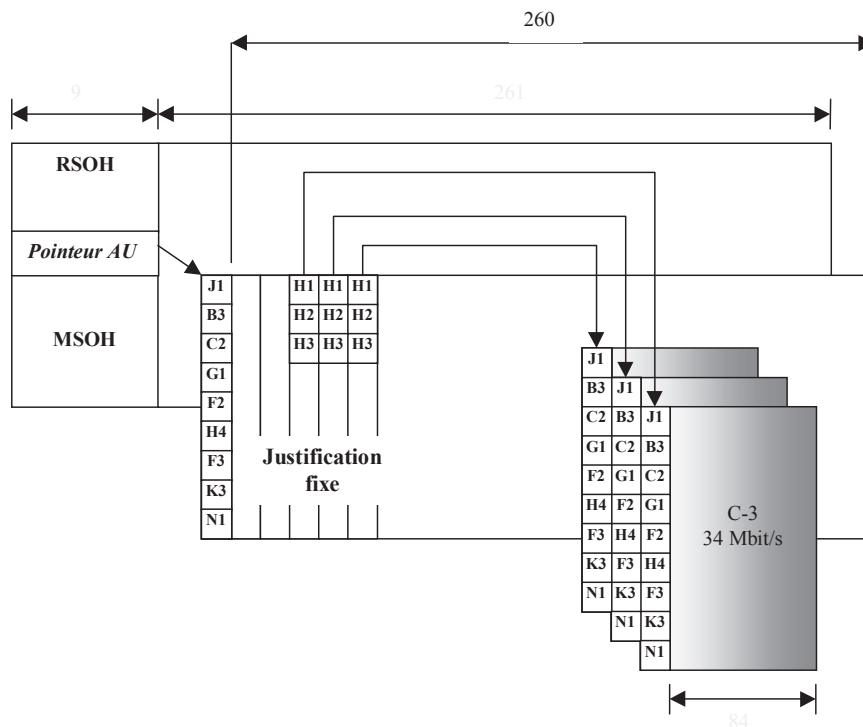 260
9 261
RSOH
Pointeur AU
MSOH
J1 H1 H1 H1
B3 H2 H2 H2
C2 H3 H3 H3
G1
F2
H4
F3
K3
N1
Justification
fixe
J1
B3 J1
C2 B3 J1
G1 C2 B3
F2 G1 C2
H4 F2 G1
F3 H4 F2
K3 F3 H4
N1 K3 F3
N1 K3
N1
C-3
34 Mbit/s
84